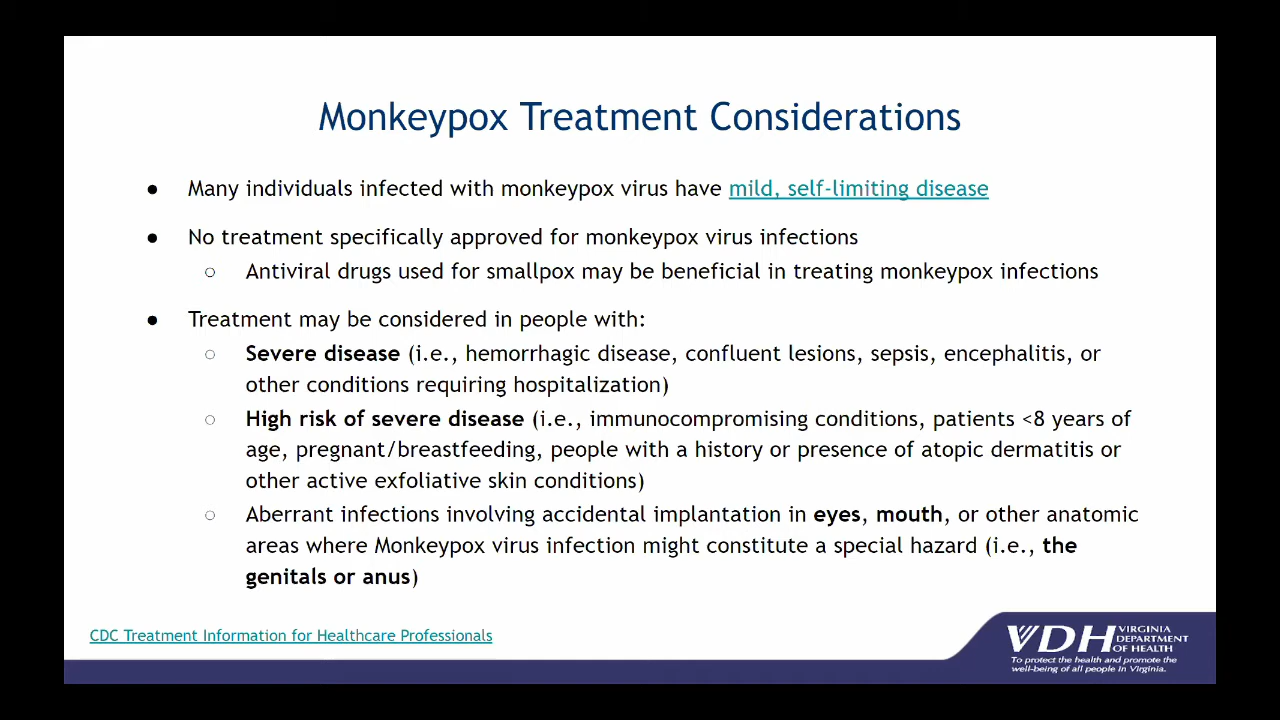 Monkeypox Treatment Considerations
● Many individuals infected with monkeypox virus have mild, self-limiting disease
● No treatment specifically approved for monkeypox virus infections
○ Antiviral drugs used for smallpox may be beneficial in treating monkeypox infections
● Treatment may be considered in people with:
○ Severe disease (i.e., hemorrhagic disease, confluent lesions, sepsis, encephalitis, or
other conditions requiring hospitalization)
○ High risk of severe disease (i.e., immunocompromising conditions, patients <8 years of
age, pregnant/breastfeeding, people with a history or presence of atopic dermatitis or
other active exfoliative skin conditions)
○ Aberrant infections involving accidental implantation in eyes, mouth, or other anatomic
areas where Monkeypox virus infection might constitute a special hazard (i.e., the
genitals or anus)
CDC Treatment Information for Healthcare Professionals
VDH VIRGINIA
DEPARTMENT
OF HEALTH
To protect the health and promote the
well-being of all people in Virginia.